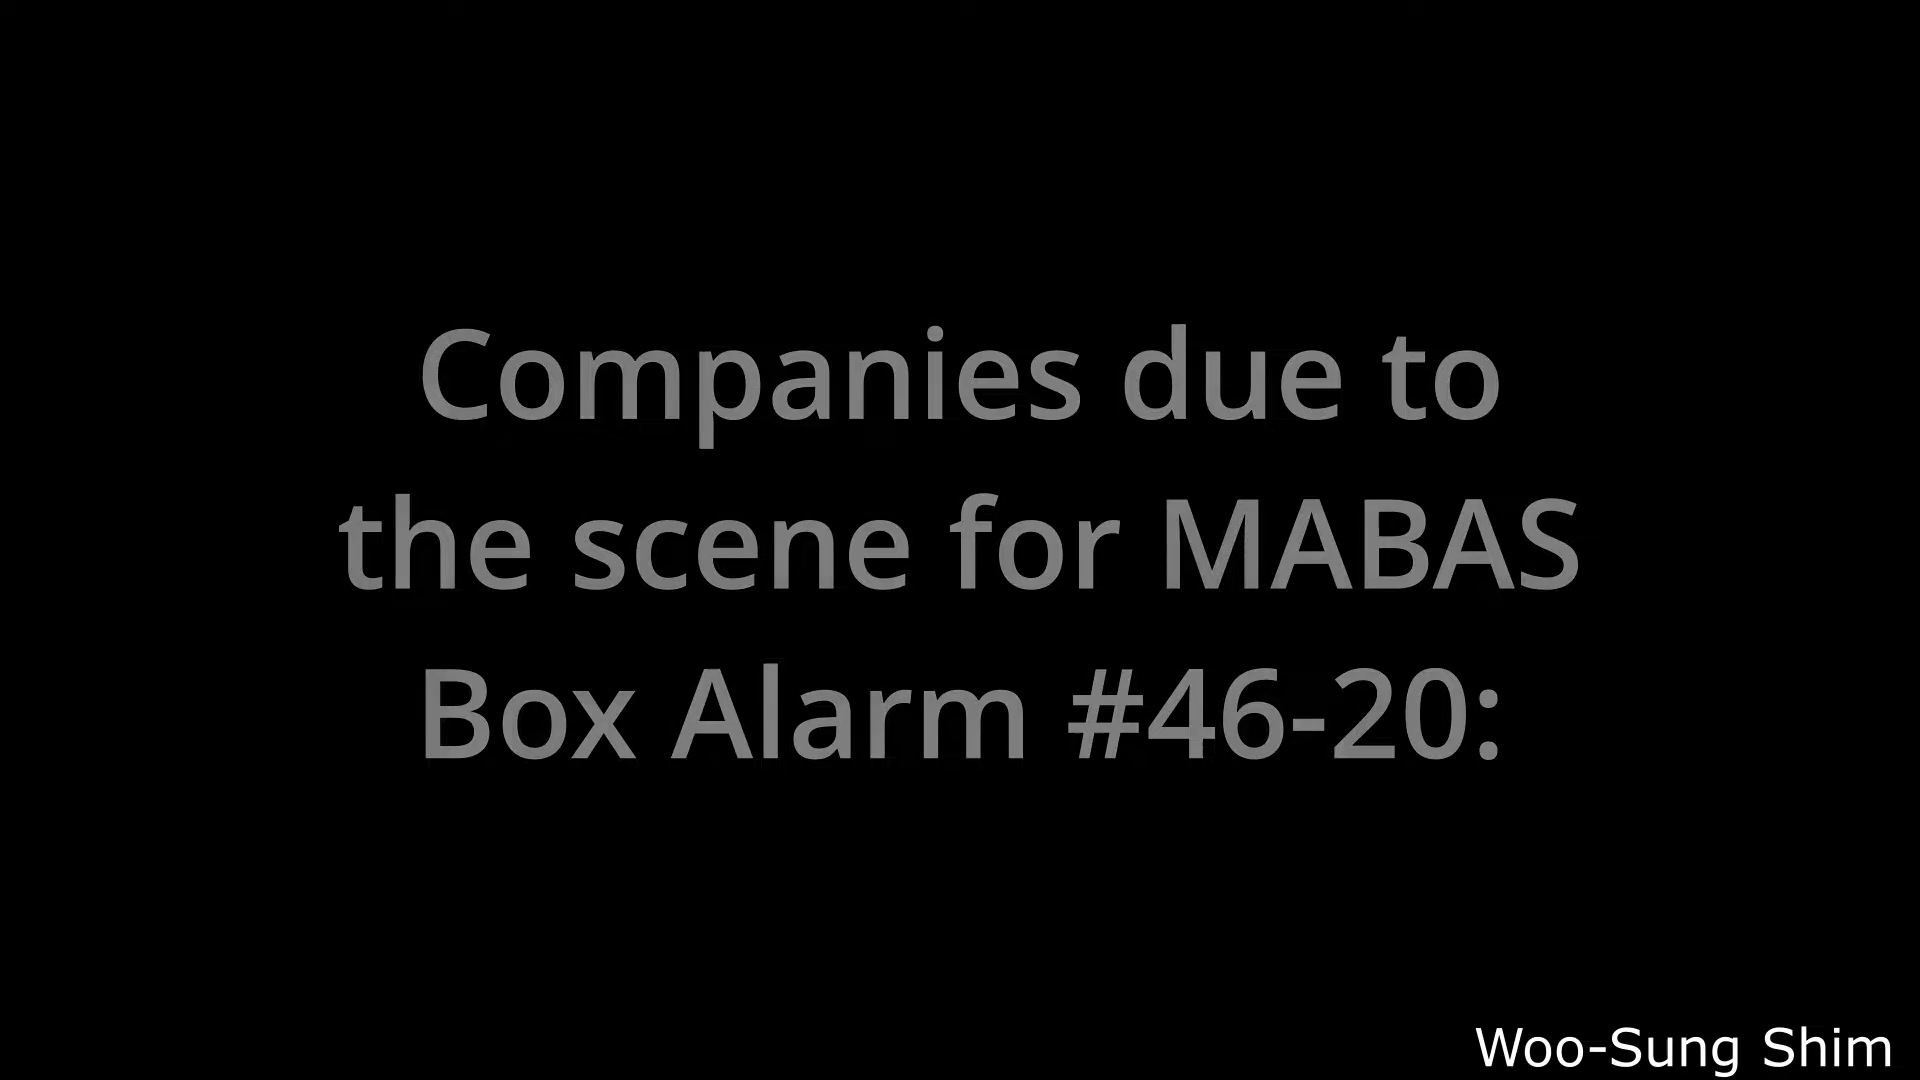 Companies due to
the scene for MABAS
Box Alarm #46-20:
Woo-Sung Shim